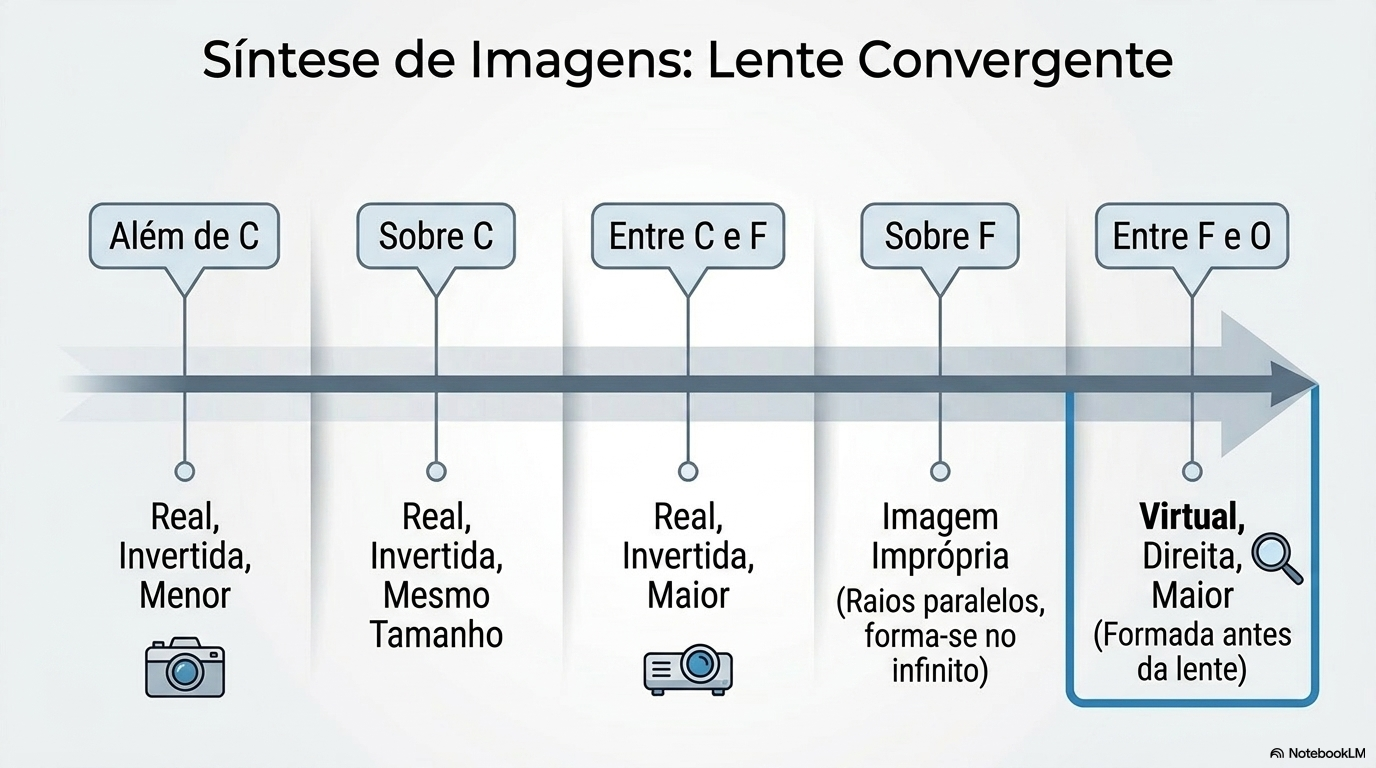 Síntese de Imagens: Lente Convergente
Além de C
Sobre C
Entre C e F
Sobre F
Entre F e O
Real,
Invertida,
Menor
Real,
Invertida,
Mesmo
Tamanho
Real,
Invertida,
Maior
Imagem
Imprópria
(Raios paralelos,
forma-se no
infinito)
Virtual,
Direita,
Maior
(Formada antes
da lente)
NotebookLM